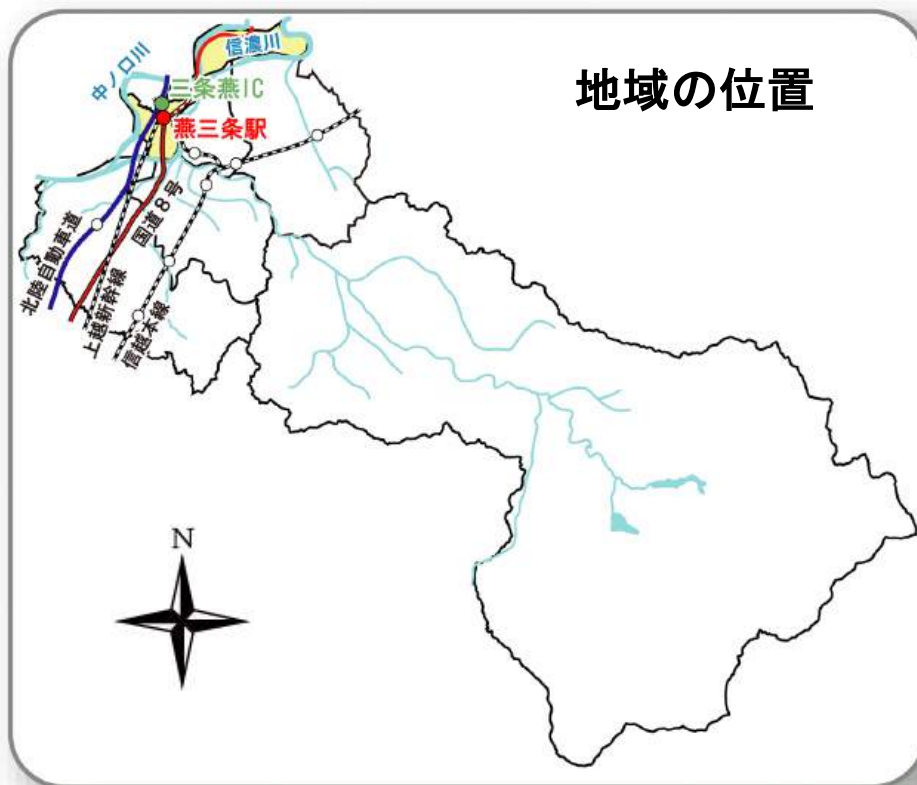 地域の位置
信濃川
中ノ口川
三条燕IC
燕三条駅
国道8号
北陸自動車道
上越新幹線
信越本線
N